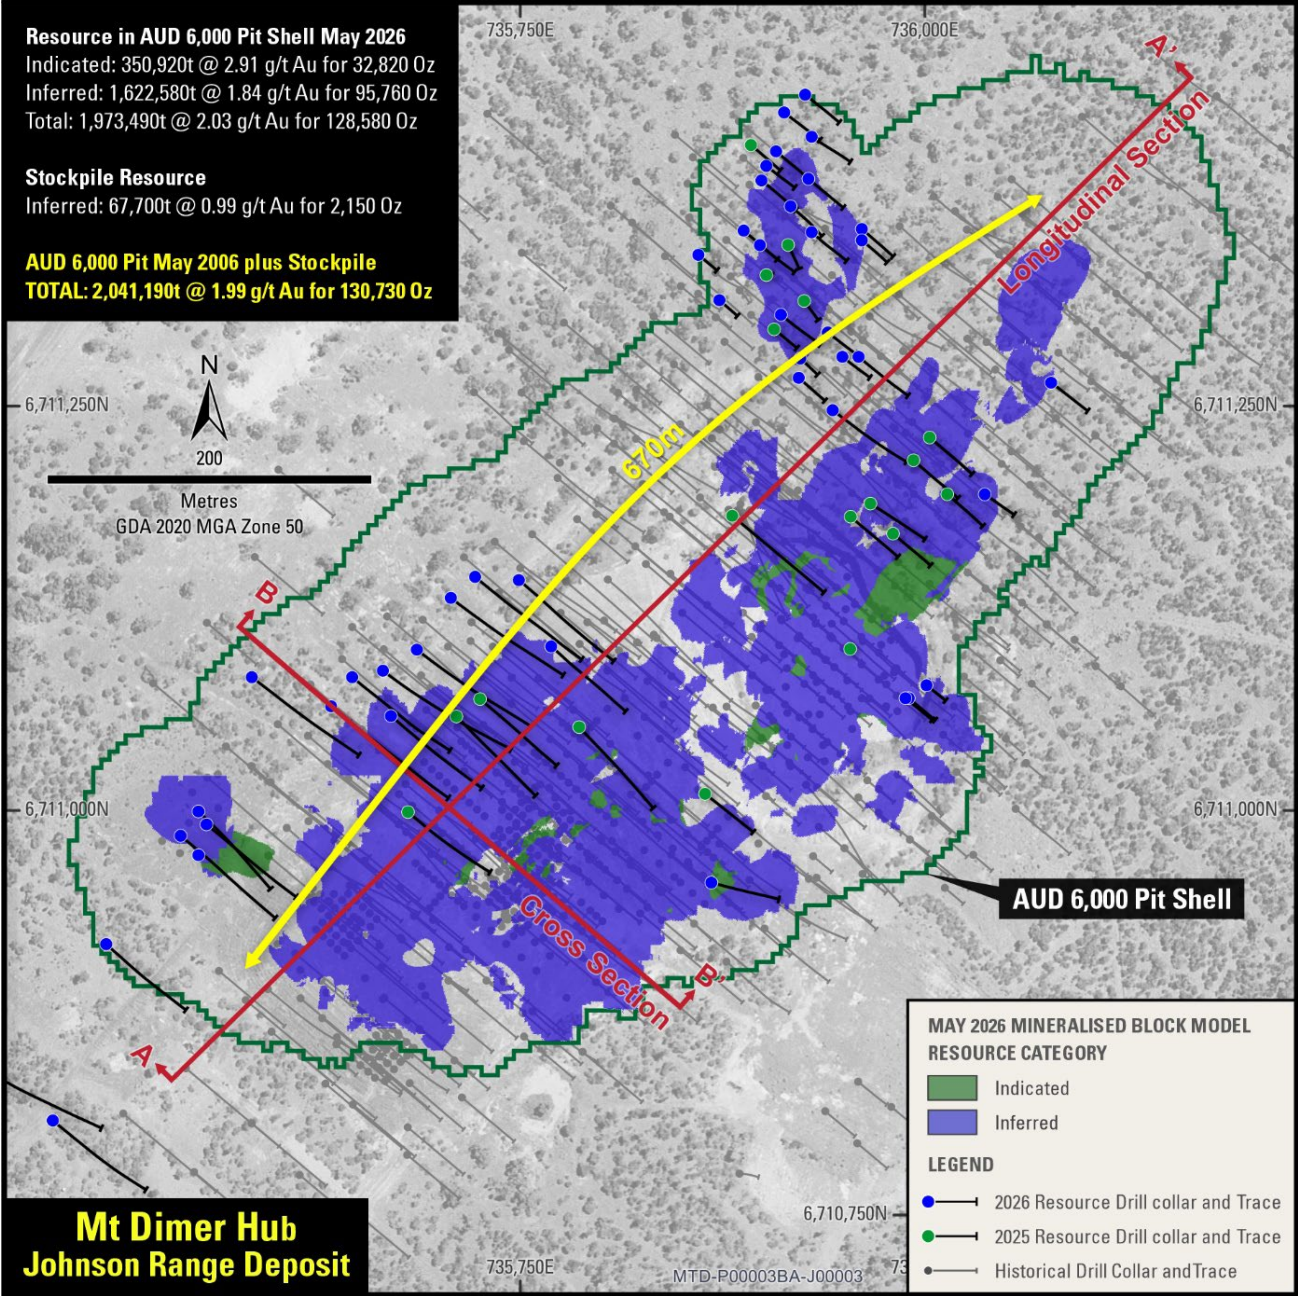 Resource in AUD 6,000 Pit Shell May 2026
Indicated: 350,920t @ 2.91 g/t Au for 32,820 Oz
Inferred: 1,622,580t @ 1.84 g/t Au for 95,760 Oz
Total: 1,973,490t @ 2.03 g/t Au for 128,580 Oz
Stockpile Resource
Inferred: 67,700t @ 0.99 g/t Au for 2,150 Oz
AUD 6,000 Pit May 2006 plus Stockpile
TOTAL: 2,041,190t @ 1.99 g/t Au for 130,730 Oz
735,750E
736,000E
A'
Longitudinal Section
N
200
Metres
GDA 2020 MGA Zone 50
6,711,250N
6,711,250N
670m
B
6,711,000N
6,711,000N
AUD 6,000 Pit Shell
Cross Section
B'
A
MAY 2026 MINERALISED BLOCK MODEL
RESOURCE CATEGORY
Indicated
Inferred
LEGEND
2026 Resource Drill collar and Trace
2025 Resource Drill collar and Trace
Historical Drill Collar andTrace
6,710,750N
Mt Dimer Hub
Johnson Range Deposit
735,750E
MTD-P00003BA-J00003